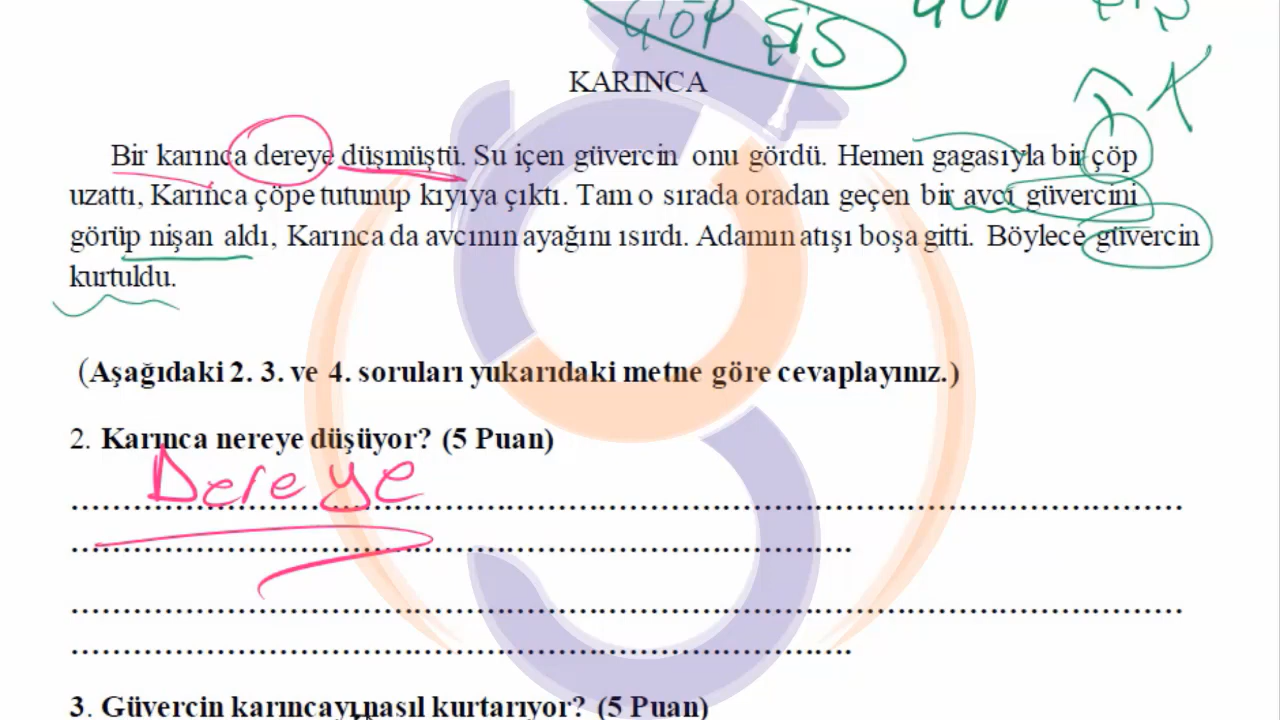 ÇÖP ŞİŞ
KARINCA
Bir karınca dereye düşmüştü. Su içen güvercin onu gördü. Hemen gagasıyla bir çöp
uzattı, Karınca çöpe tutunup kıyıya çıktı. Tam o sırada oradan geçen bir avcı güvercini
görüp nişan aldı, Karınca da avcının ayağını ısırdı. Adamın atışı boşa gitti. Böylece güvercin
kurtuldu.
(Aşağıdaki 2. 3. ve 4. soruları yukarıdaki metne göre cevaplayınız.)
2. Karınca nereye düşüyor? (5 Puan)
Dereye
3. Güvercin karıncayı nasıl kurtarıyor? (5 Puan)